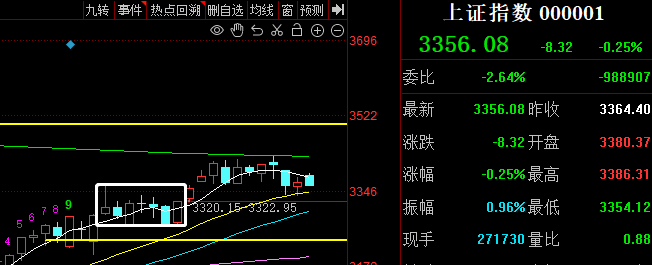 九转 事件 热点回溯 删自选 均线 窗 预测
3696
3522
3346
3320.15 3322.95
4 5 6 7 8 9
上证指数 000001
3356.08 -8.32 -0.25%
委比 -2.64% -988907
最新 3356.08 昨收 3364.40
涨跌 -8.32 开盘 3380.37
涨幅 -0.25% 最高 3386.31
振幅 0.96% 最低 3354.12
现手 271730 量比 0.88